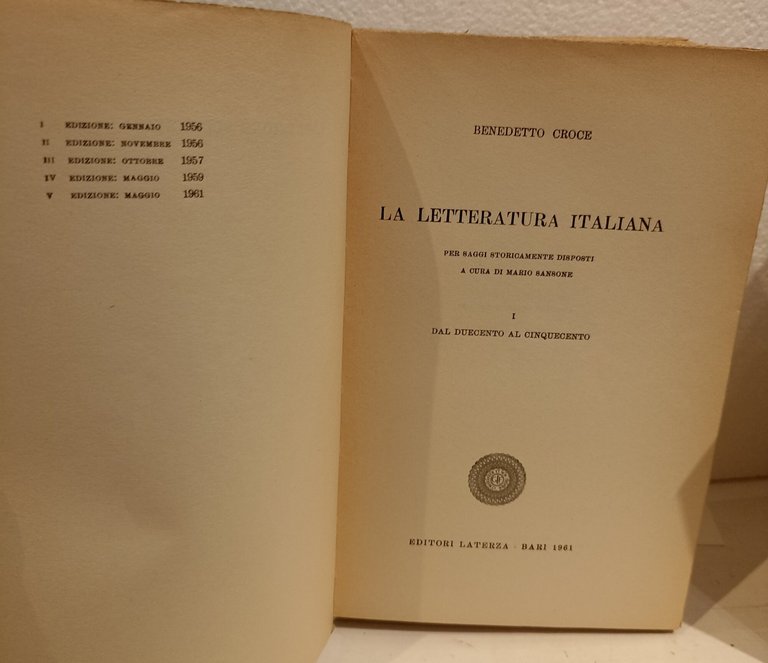 I EDIZIONE: GENNAIO 1956
II EDIZIONE: NOVEMBRE 1956
III EDIZIONE: OTTOBRE 1957
IV EDIZIONE: MAGGIO 1959
V EDIZIONE: MAGGIO 1961
BENEDETTO CROCE
LA LETTERATURA ITALIANA
PER SAGGI STORICAMENTE DISPOSTI
A CURA DI MARIO SANSONE
I
DAL DUECENTO AL CINQUECENTO
EDITORI LATERZA · BARI 1961